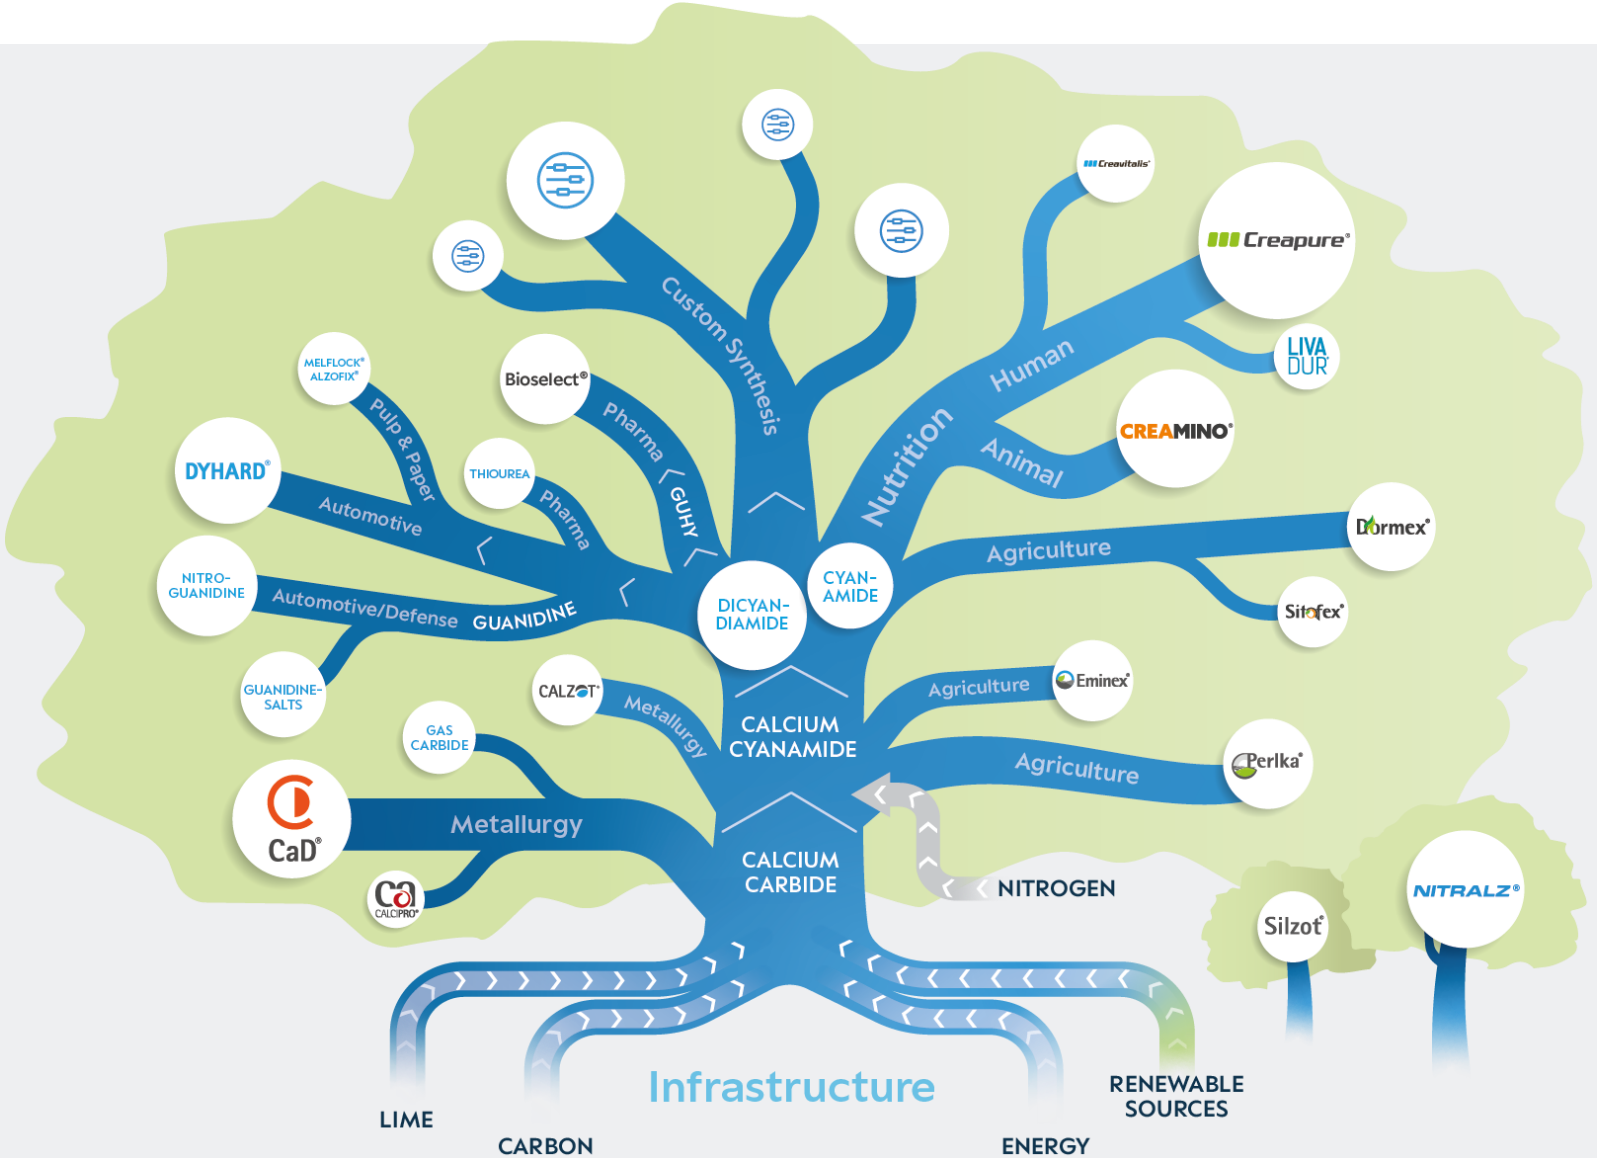 Creavitalis®
Creapure®
LIVA
DUR®
Human
CREAMINO®
Animal
Nutrition
Custom Synthesis
MELFLOCK®
ALZOFIX®
Pulp & Paper
Bioselect®
Pharma
GUHY
THIOUREA
Pharma
DYHARD®
Automotive
NITRO-
GUANIDINE
Automotive/Defense
GUANIDINE
GUANIDINE-
SALTS
DICYAN-
DIAMIDE
CYAN-
AMIDE
Agriculture
Dormex®
Sitofex®
Agriculture
Eminex®
Agriculture
Perlka®
CALZOT®
Metallurgy
CALCIUM
CYANAMIDE
GAS
CARBIDE
CaD®
Metallurgy
ca
CALCIPRO®
CALCIUM
CARBIDE
NITROGEN
Silzot®
NITRALZ®
Infrastructure
LIME
CARBON
ENERGY
RENEWABLE
SOURCES